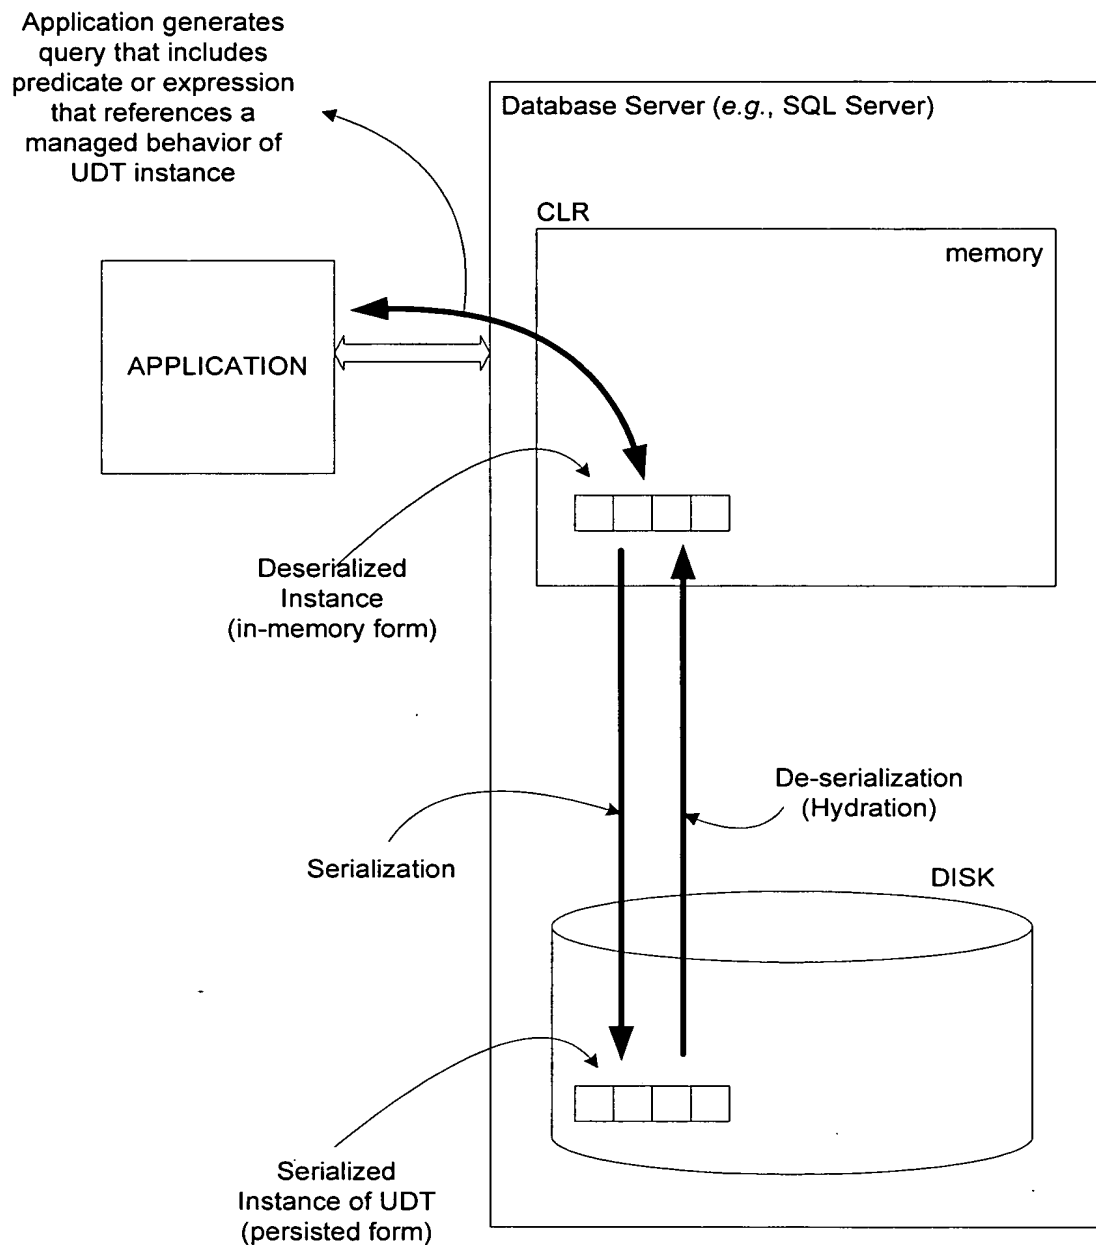 Application generates
query that includes
predicate or expression
that references a
managed behavior of
UDT instance
Database Server (e.g., SQL Server)
CLR
memory
APPLICATION
Deserialized
Instance
(in-memory form)
De-serialization
(Hydration)
Serialization
DISK
Serialized
Instance of UDT
(persisted form)